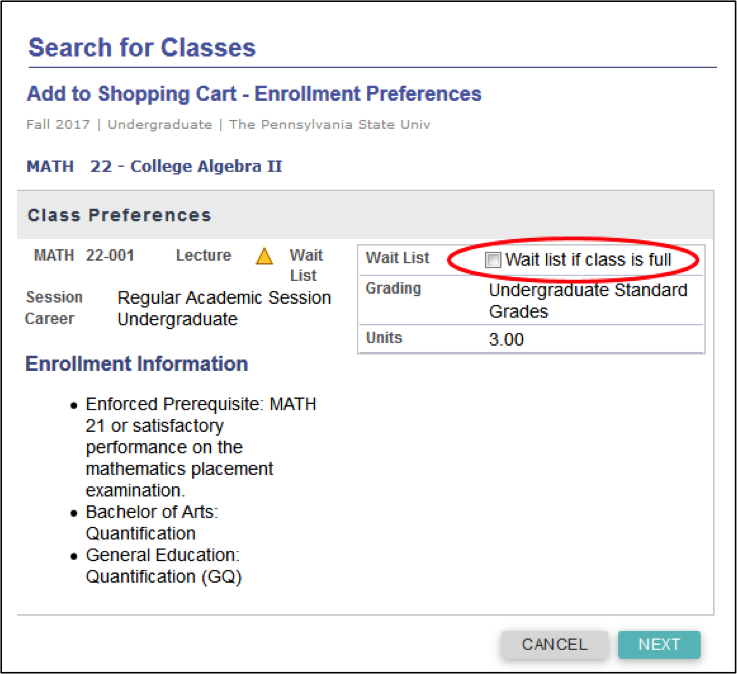 Search for Classes
Add to Shopping Cart - Enrollment Preferences
Fall 2017 | Undergraduate | The Pennsylvania State Univ
MATH 22 - College Algebra II
Class Preferences
MATH 22-001 Lecture Wait
List
Session Regular Academic Session
Career Undergraduate
Wait List Wait list if class is full
Grading Undergraduate Standard
Grades
Units 3.00
Enrollment Information
• Enforced Prerequisite: MATH
21 or satisfactory
performance on the
mathematics placement
examination.
• Bachelor of Arts:
Quantification
• General Education:
Quantification (GQ)
CANCEL NEXT